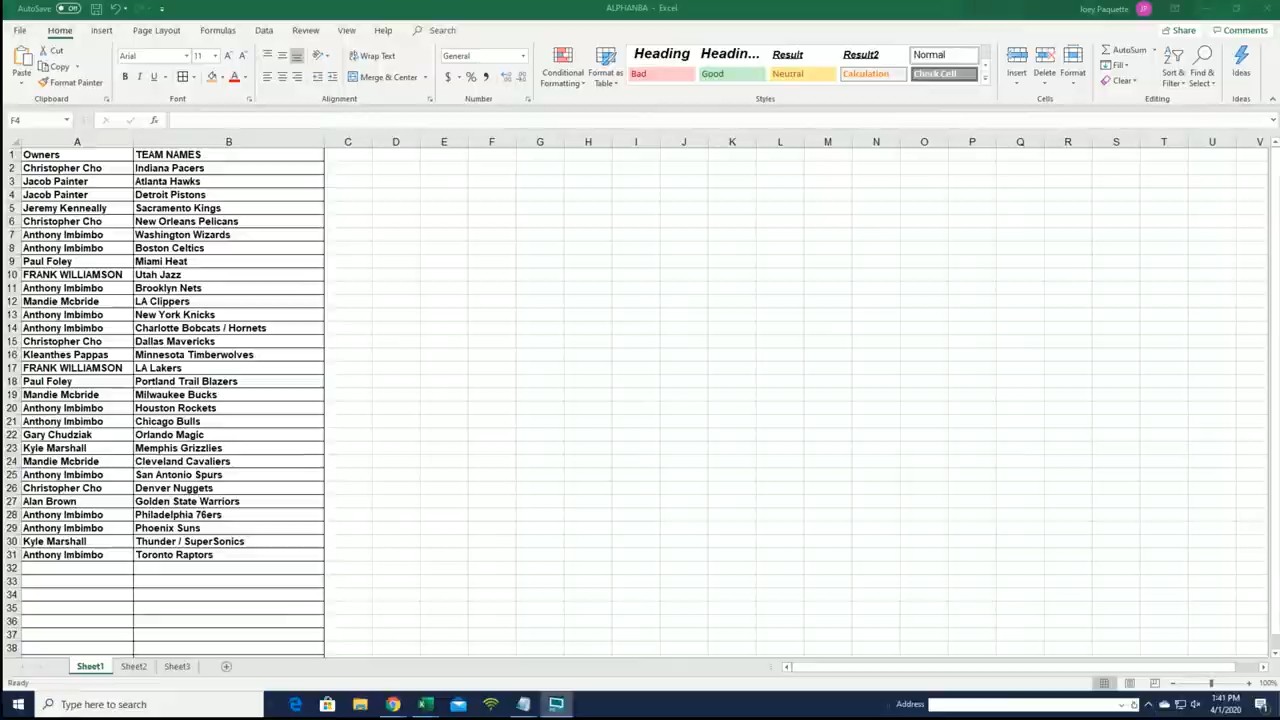 AutoSave Off ALPHANBA - Excel Joey Paquette JP
File Home Insert Page Layout Formulas Data Review View Help Search Share Comments
Cut Arial 11 A A Wrap Text General Heading Headin... Result Result2 Normal AutoSum
Paste Copy Format Painter B I U Merge & Center $ % Conditional Formatting Format as Table Bad Good Neutral Calculation Check Cell Insert Delete Format Fill Clear Sort & Filter Find & Select Ideas
Clipboard Font Alignment Number Styles Cells Editing Ideas
F4 fx
A B C D E F G H I J K L M N O P Q R S T U V
1 Owners TEAM NAMES
2 Christopher Cho Indiana Pacers
3 Jacob Painter Atlanta Hawks
4 Jacob Painter Detroit Pistons
5 Jeremy Kenneally Sacramento Kings
6 Christopher Cho New Orleans Pelicans
7 Anthony Imbimbo Washington Wizards
8 Anthony Imbimbo Boston Celtics
9 Paul Foley Miami Heat
10 FRANK WILLIAMSON Utah Jazz
11 Anthony Imbimbo Brooklyn Nets
12 Mandie Mcbride LA Clippers
13 Anthony Imbimbo New York Knicks
14 Anthony Imbimbo Charlotte Bobcats / Hornets
15 Christopher Cho Dallas Mavericks
16 Kleanthes Pappas Minnesota Timberwolves
17 FRANK WILLIAMSON LA Lakers
18 Paul Foley Portland Trail Blazers
19 Mandie Mcbride Milwaukee Bucks
20 Anthony Imbimbo Houston Rockets
21 Anthony Imbimbo Chicago Bulls
22 Gary Chudziak Orlando Magic
23 Kyle Marshall Memphis Grizzlies
24 Mandie Mcbride Cleveland Cavaliers
25 Anthony Imbimbo San Antonio Spurs
26 Christopher Cho Denver Nuggets
27 Alan Brown Golden State Warriors
28 Anthony Imbimbo Philadelphia 76ers
29 Anthony Imbimbo Phoenix Suns
30 Kyle Marshall Thunder / SuperSonics
31 Anthony Imbimbo Toronto Raptors
32
33
34
35
36
37
38
Sheet1 Sheet2 Sheet3
Ready 100%
Type here to search Address 1:41 PM
4/1/2020